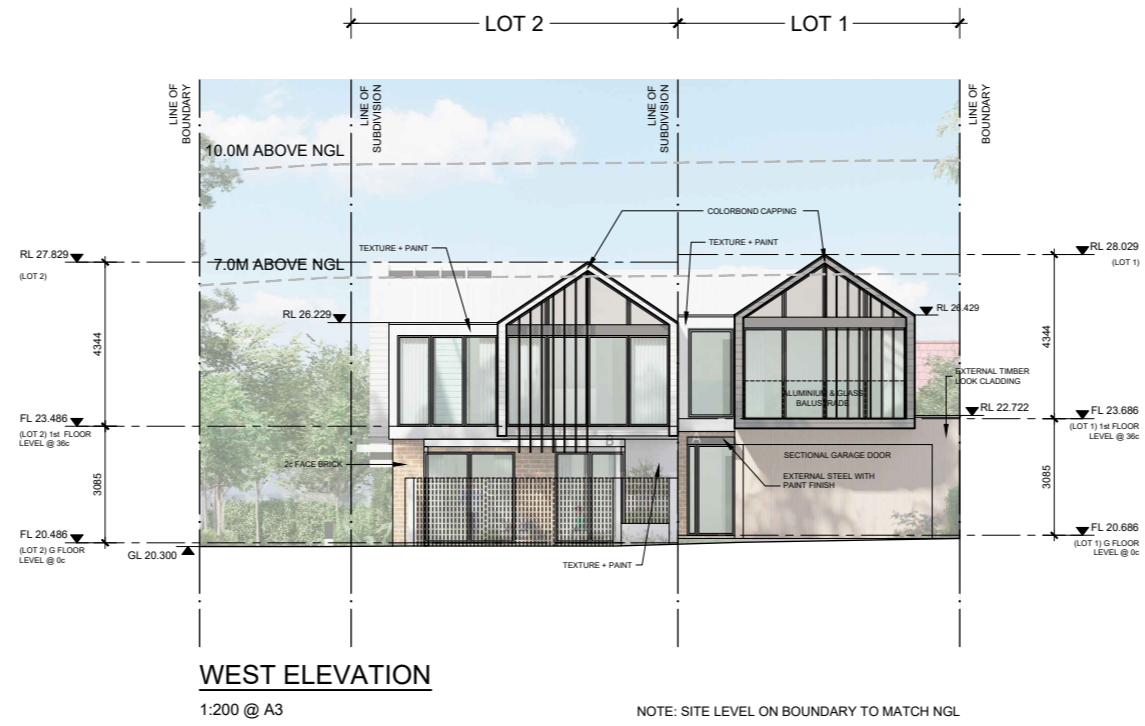 LOT 2
LOT 1
LINE OF
BOUNDARY
LINE OF
SUBDIVISION
LINE OF
SUBDIVISION
LINE OF
BOUNDARY
10.0M ABOVE NGL
COLORBOND CAPPING
TEXTURE + PAINT
TEXTURE + PAINT
RL 27.829
(LOT 2)
7.0M ABOVE NGL
RL 28.029
(LOT 1)
RL 26.229
RL 26.429
4344
4344
EXTERNAL TIMBER
LOOK CLADDING
ALUMINIUM & GLASS
BALUSTRADE
RL 22.722
FL 23.486
(LOT 2) 1st FLOOR
LEVEL @ 36c
FL 23.686
(LOT 1) 1st FLOOR
LEVEL @ 36c
B
A
2c FACE BRICK
SECTIONAL GARAGE DOOR
EXTERNAL STEEL WITH
PAINT FINISH
3085
3085
FL 20.486
(LOT 2) G FLOOR
LEVEL @ 0c
GL 20.300
FL 20.686
(LOT 1) G FLOOR
LEVEL @ 0c
TEXTURE + PAINT
WEST ELEVATION
1:200 @ A3
NOTE: SITE LEVEL ON BOUNDARY TO MATCH NGL